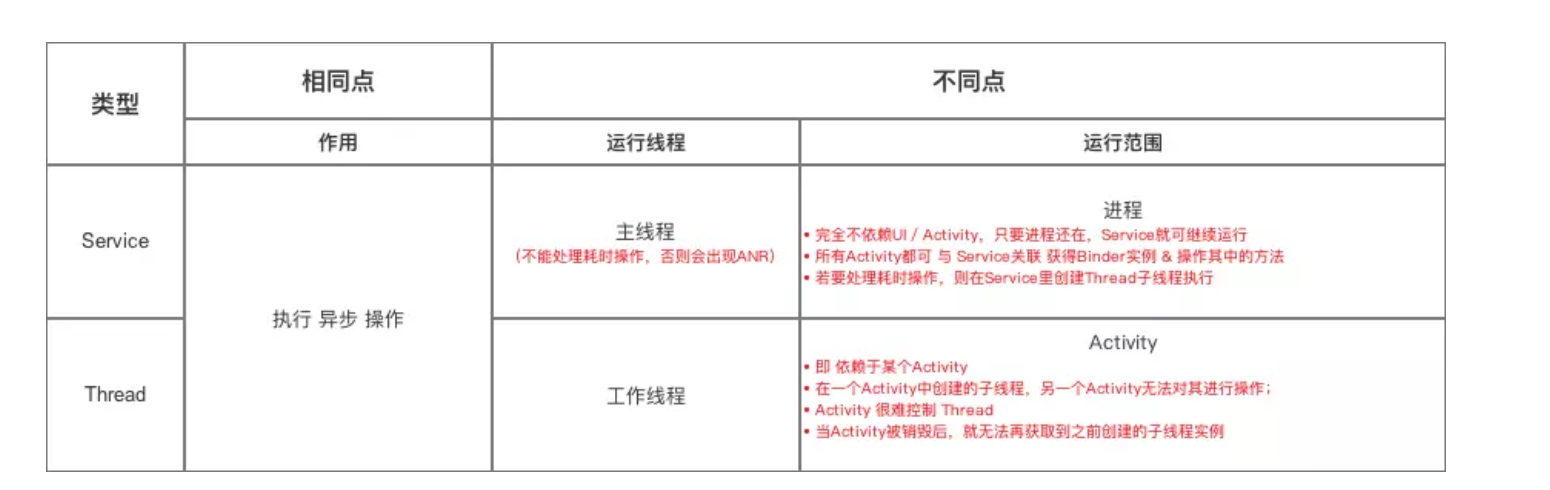 类型
相同点
不同点
作用
运行线程
运行范围
Service
执行 异步 操作
主线程
(不能处理耗时操作，否则会出现ANR)
进程
• 完全不依赖UI / Activity，只要进程还在，Service就可继续运行
• 所有Activity都可 与 Service关联 获得Binder实例 & 操作其中的方法
• 若要处理耗时操作，则在Service里创建Thread子线程执行
Thread
工作线程
Activity
• 即 依赖于某个Activity
• 在一个Activity中创建的子线程，另一个Activity无法对其进行操作；
• Activity 很难控制 Thread
• 当Activity被销毁后，就无法再获取到之前创建的子线程实例